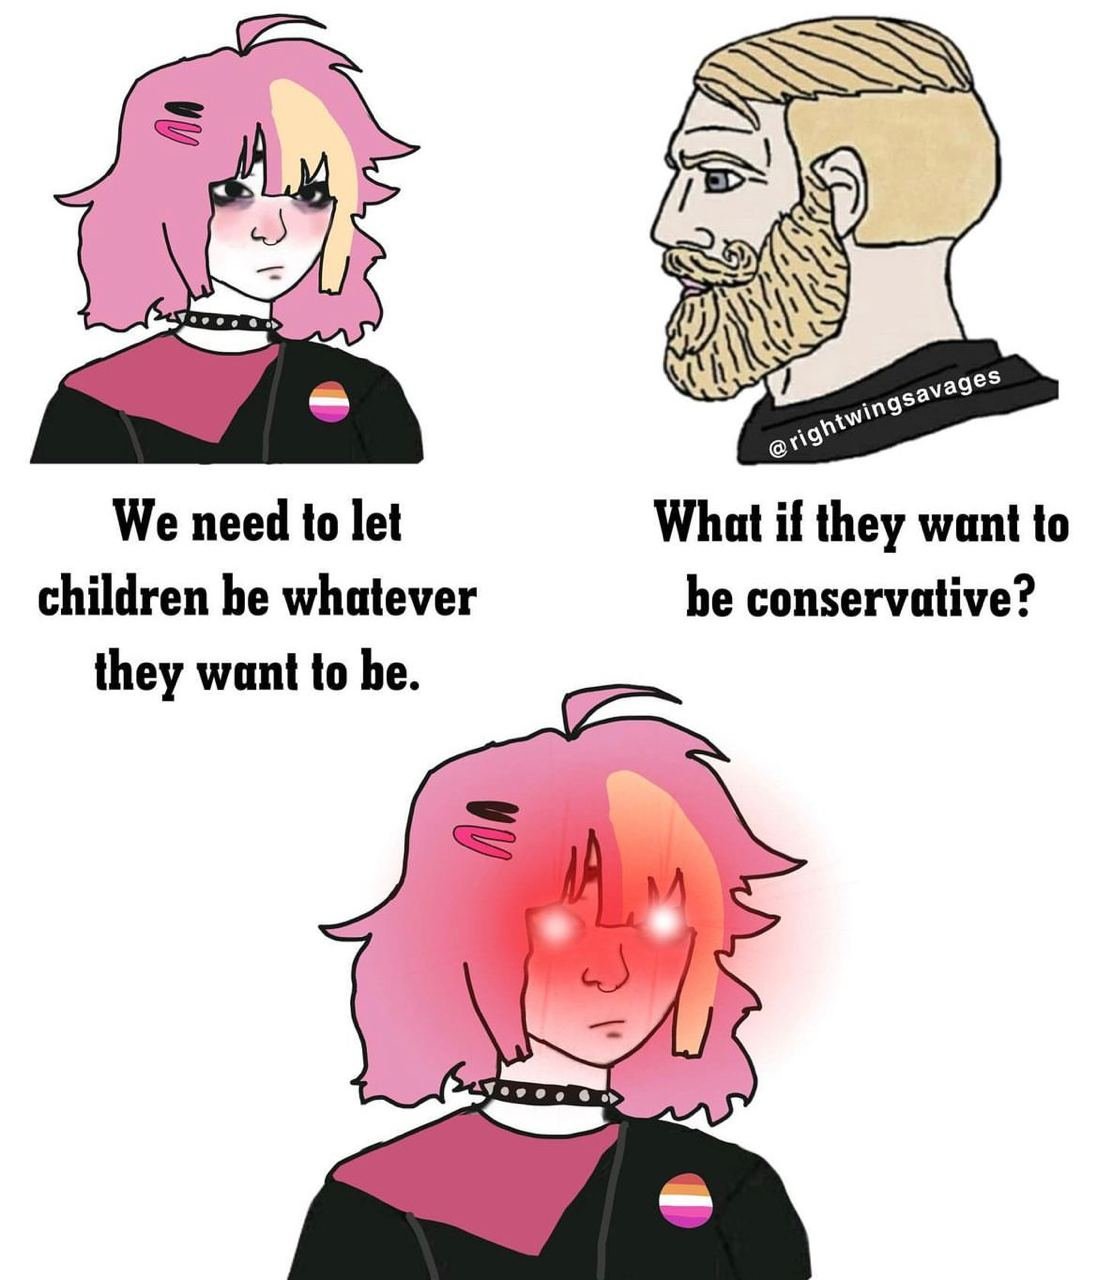 @rightwingsavages
We need to let
children be whatever
they want to be.
What if they want to
be conservative?